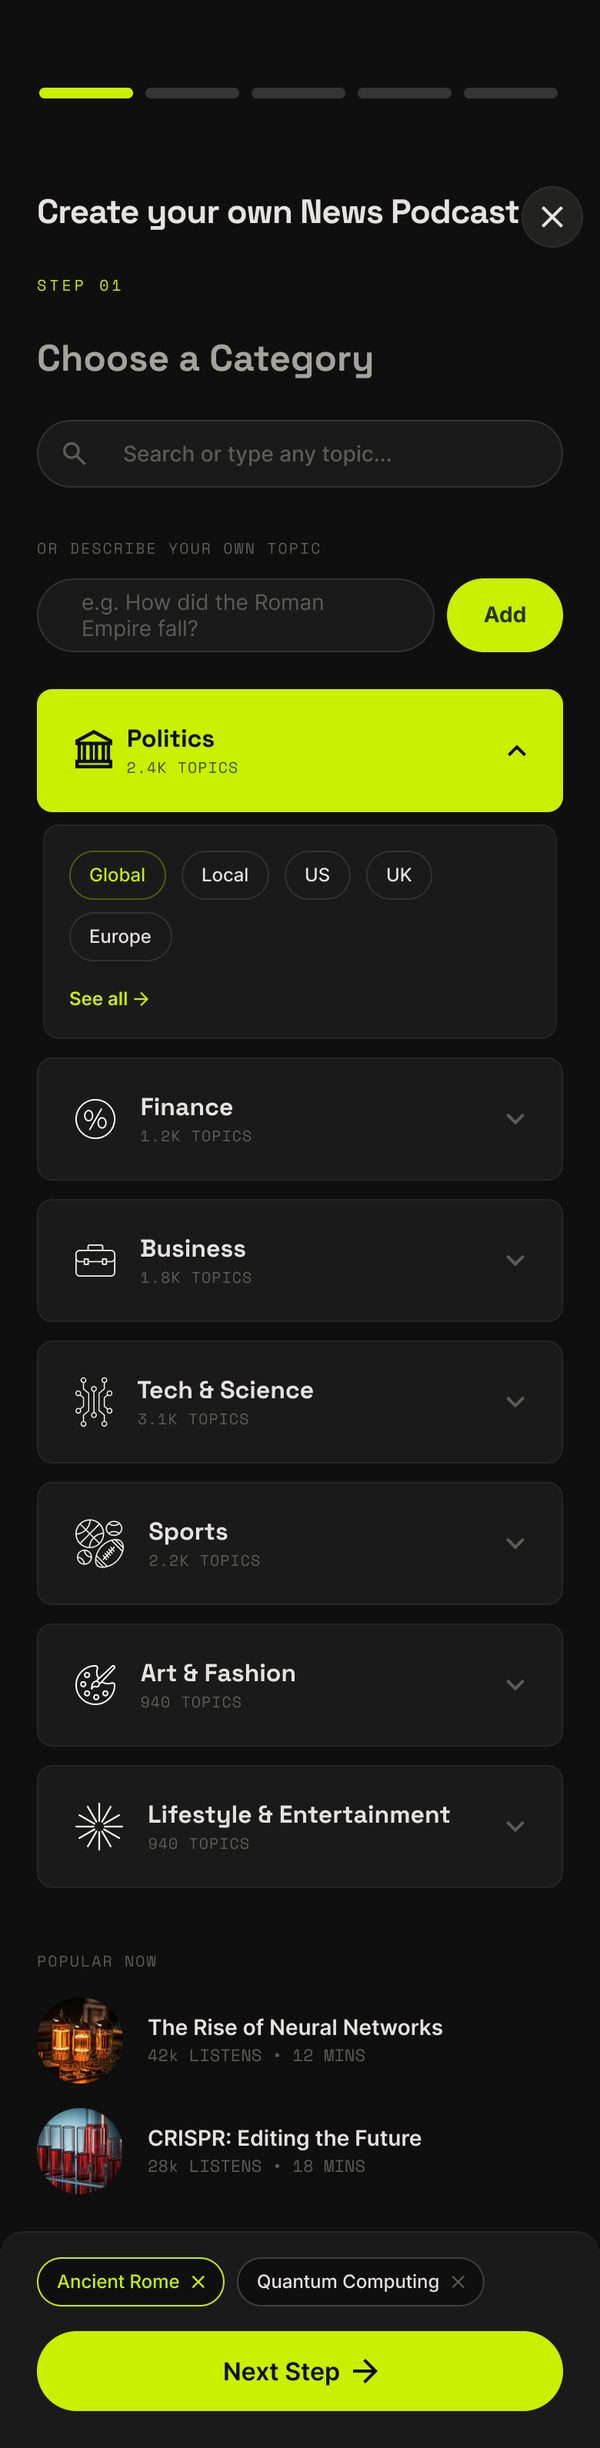 Create your own News Podcast
STEP 01
Choose a Category
Search or type any topic...
OR DESCRIBE YOUR OWN TOPIC
e.g. How did the Roman
Empire fall?
Add
Politics
2.4K TOPICS
Global
Local
US
UK
Europe
See all →
Finance
1.2K TOPICS
Business
1.8K TOPICS
Tech & Science
3.1K TOPICS
Sports
2.2K TOPICS
Art & Fashion
940 TOPICS
Lifestyle & Entertainment
940 TOPICS
POPULAR NOW
The Rise of Neural Networks
42k LISTENS • 12 MINS
CRISPR: Editing the Future
28k LISTENS • 18 MINS
Ancient Rome
Quantum Computing
Next Step →